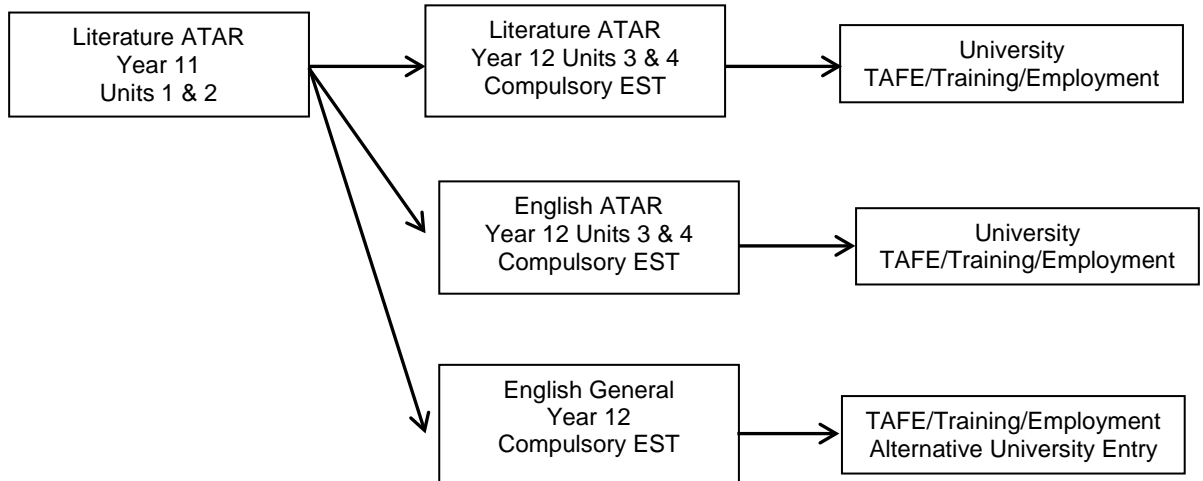 Literature ATAR
Year 11
Units 1 & 2
Literature ATAR
Year 12 Units 3 & 4
Compulsory EST
University
TAFE/Training/Employment
English ATAR
Year 12 Units 3 & 4
Compulsory EST
University
TAFE/Training/Employment
English General
Year 12
Compulsory EST
TAFE/Training/Employment
Alternative University Entry